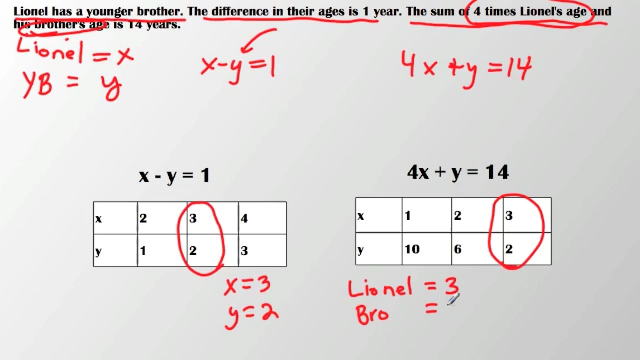 Lionel has a younger brother. The difference in their ages is 1 year. The sum of 4 times Lionel's age and
his brother's age is 14 years.
Lionel = x
YB = y
x-y=1
4x+y=14
x - y = 1
x 2 3 4
y 1 2 3
x=3
y=2
4x + y = 14
x 1 2 3
y 10 6 2
Lionel = 3
Bro =